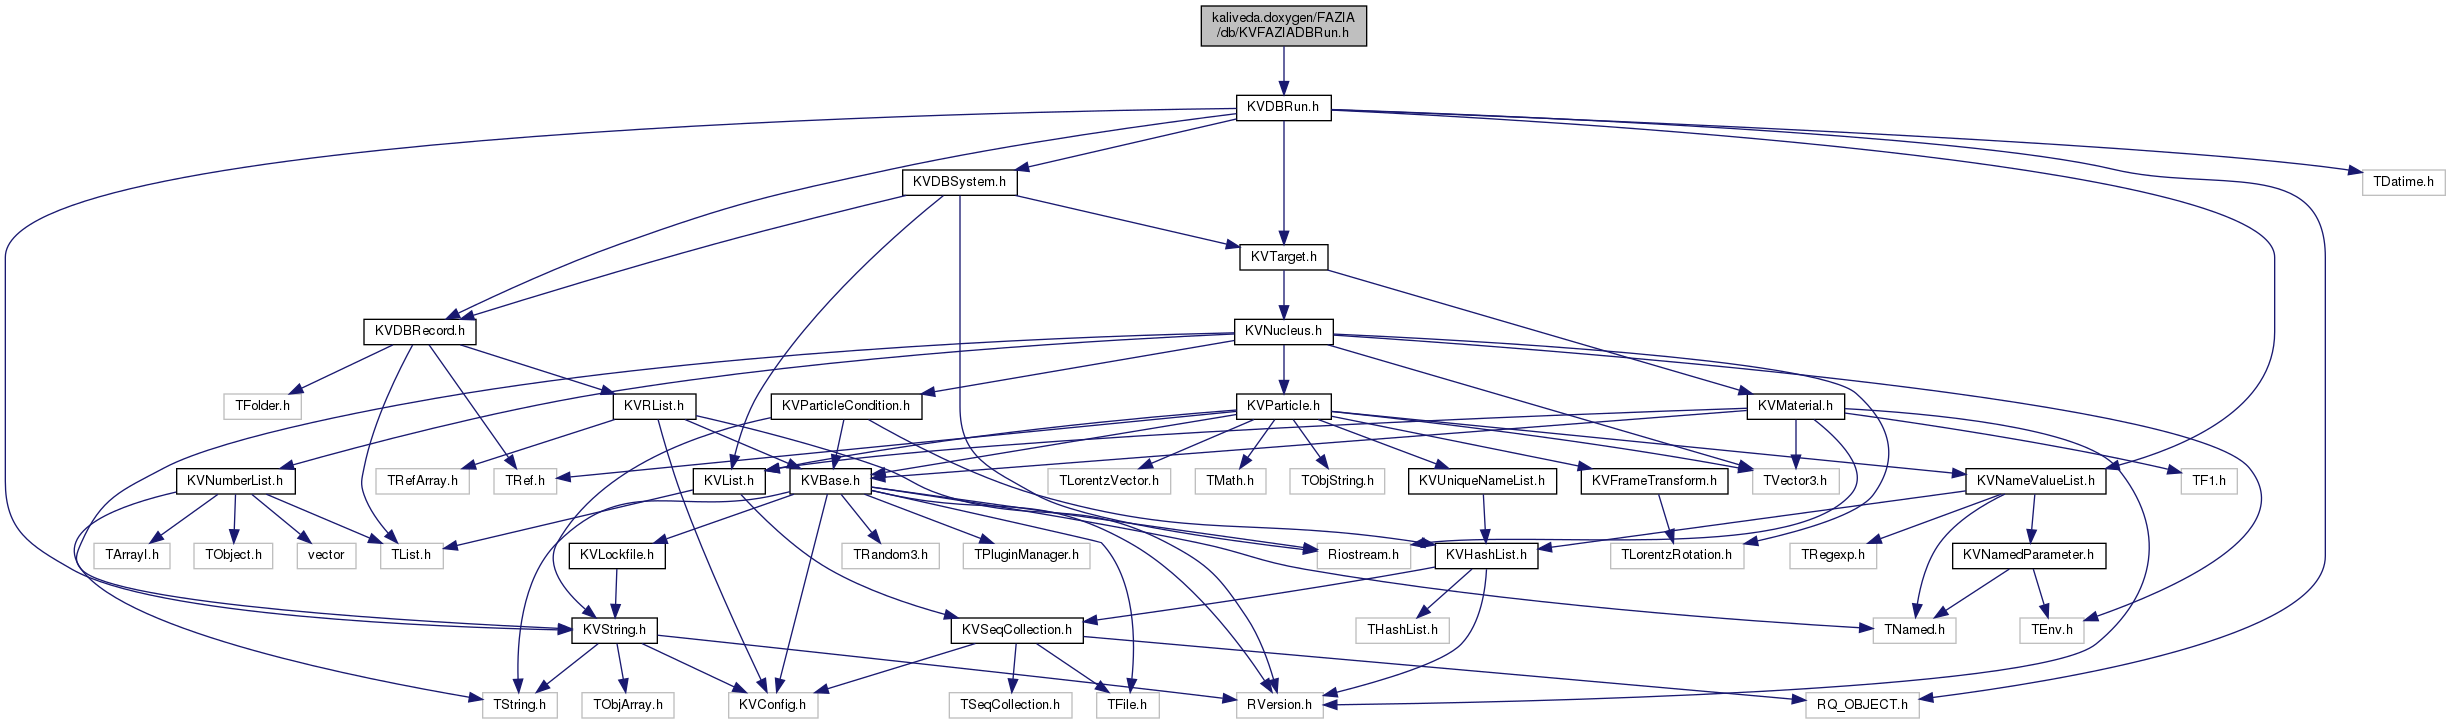 kaliveda.doxygen/FAZIA
/db/KVFAZIADBRun.h
KVDBRun.h
KVDBSystem.h
TDatime.h
KVTarget.h
KVDBRecord.h
KVNucleus.h
TFolder.h
KVRList.h
KVParticleCondition.h
KVParticle.h
KVMaterial.h
KVNumberList.h
TRefArray.h
TRef.h
KVList.h
KVBase.h
TLorentzVector.h
TMath.h
TObjString.h
KVUniqueNameList.h
KVFrameTransform.h
TVector3.h
KVNameValueList.h
TF1.h
TArrayI.h
TObject.h
vector
TList.h
KVLockfile.h
TRandom3.h
TPluginManager.h
Riostream.h
KVHashList.h
TLorentzRotation.h
TRegexp.h
KVNamedParameter.h
KVString.h
KVSeqCollection.h
THashList.h
TNamed.h
TEnv.h
TString.h
TObjArray.h
KVConfig.h
TSeqCollection.h
TFile.h
RVersion.h
RQ_OBJECT.h